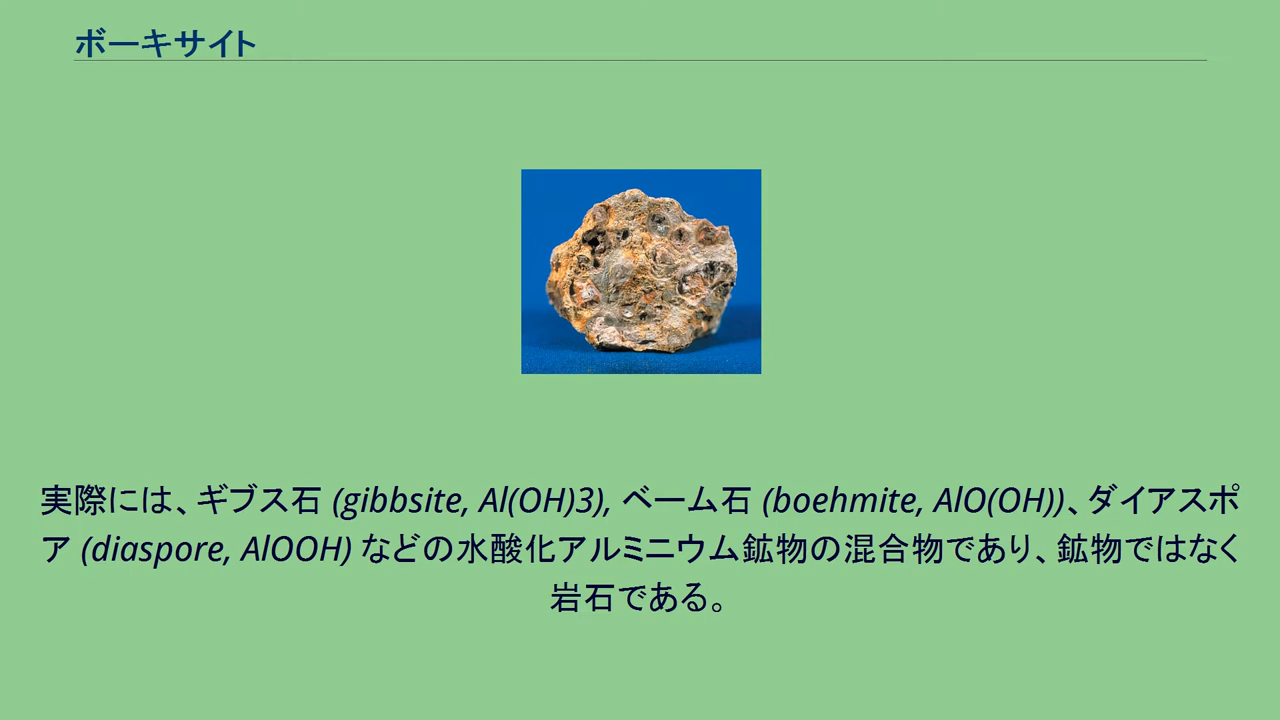 ボーキサイト
実際には、ギブス石 (gibbsite, Al(OH)3), ベーム石 (boehmite, AlO(OH))、ダイアスポ
ア (diaspore, AlOOH) などの水酸化アルミニウム鉱物の混合物であり、鉱物ではなく
岩石である。